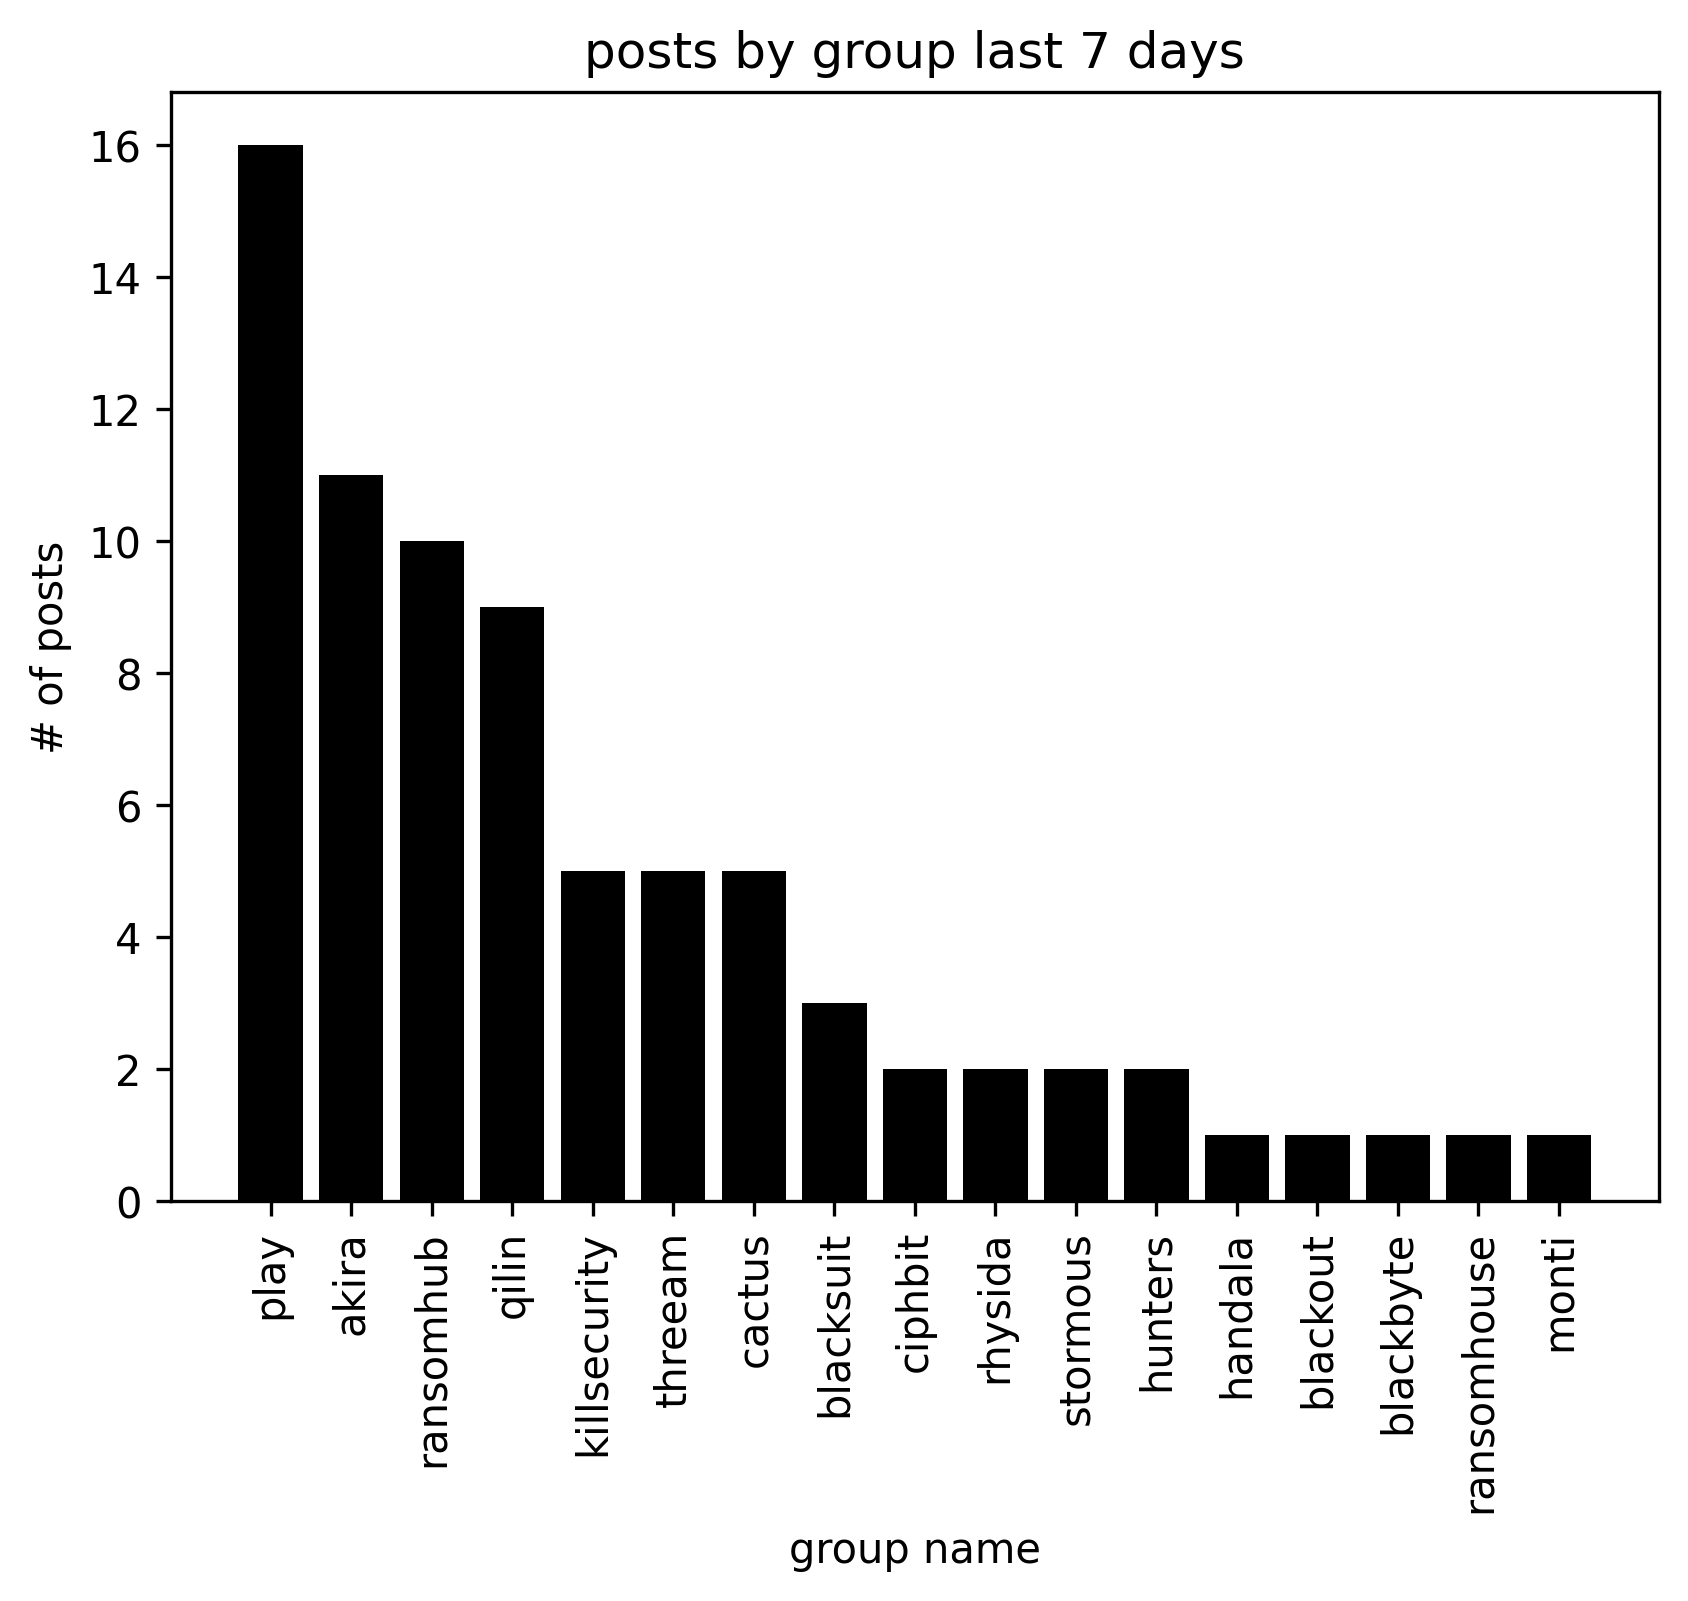 posts by group last 7 days
16
14
12
10
8
6
4
2
0
# of posts
play
akira
ransomhub
qilin
killsecurity
threeam
cactus
blacksuit
ciphbit
rhysida
stormous
hunters
handala
blackout
blackbyte
ransomhouse
monti
group name